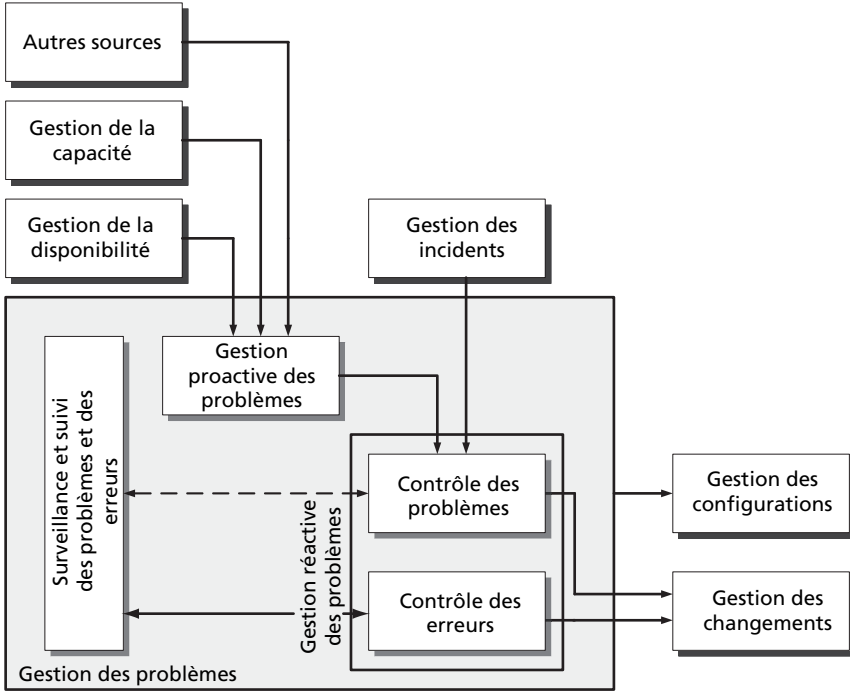 Autres sources
Gestion de la
capacité
Gestion de la
disponibilité
Gestion des
incidents
Gestion
proactive des
problèmes
Surveillance et suivi
des problèmes et des
erreurs
Gestion réactive
des problèmes
Contrôle des
problèmes
Contrôle des
erreurs
Gestion des
configurations
Gestion des
changements
Gestion des problèmes